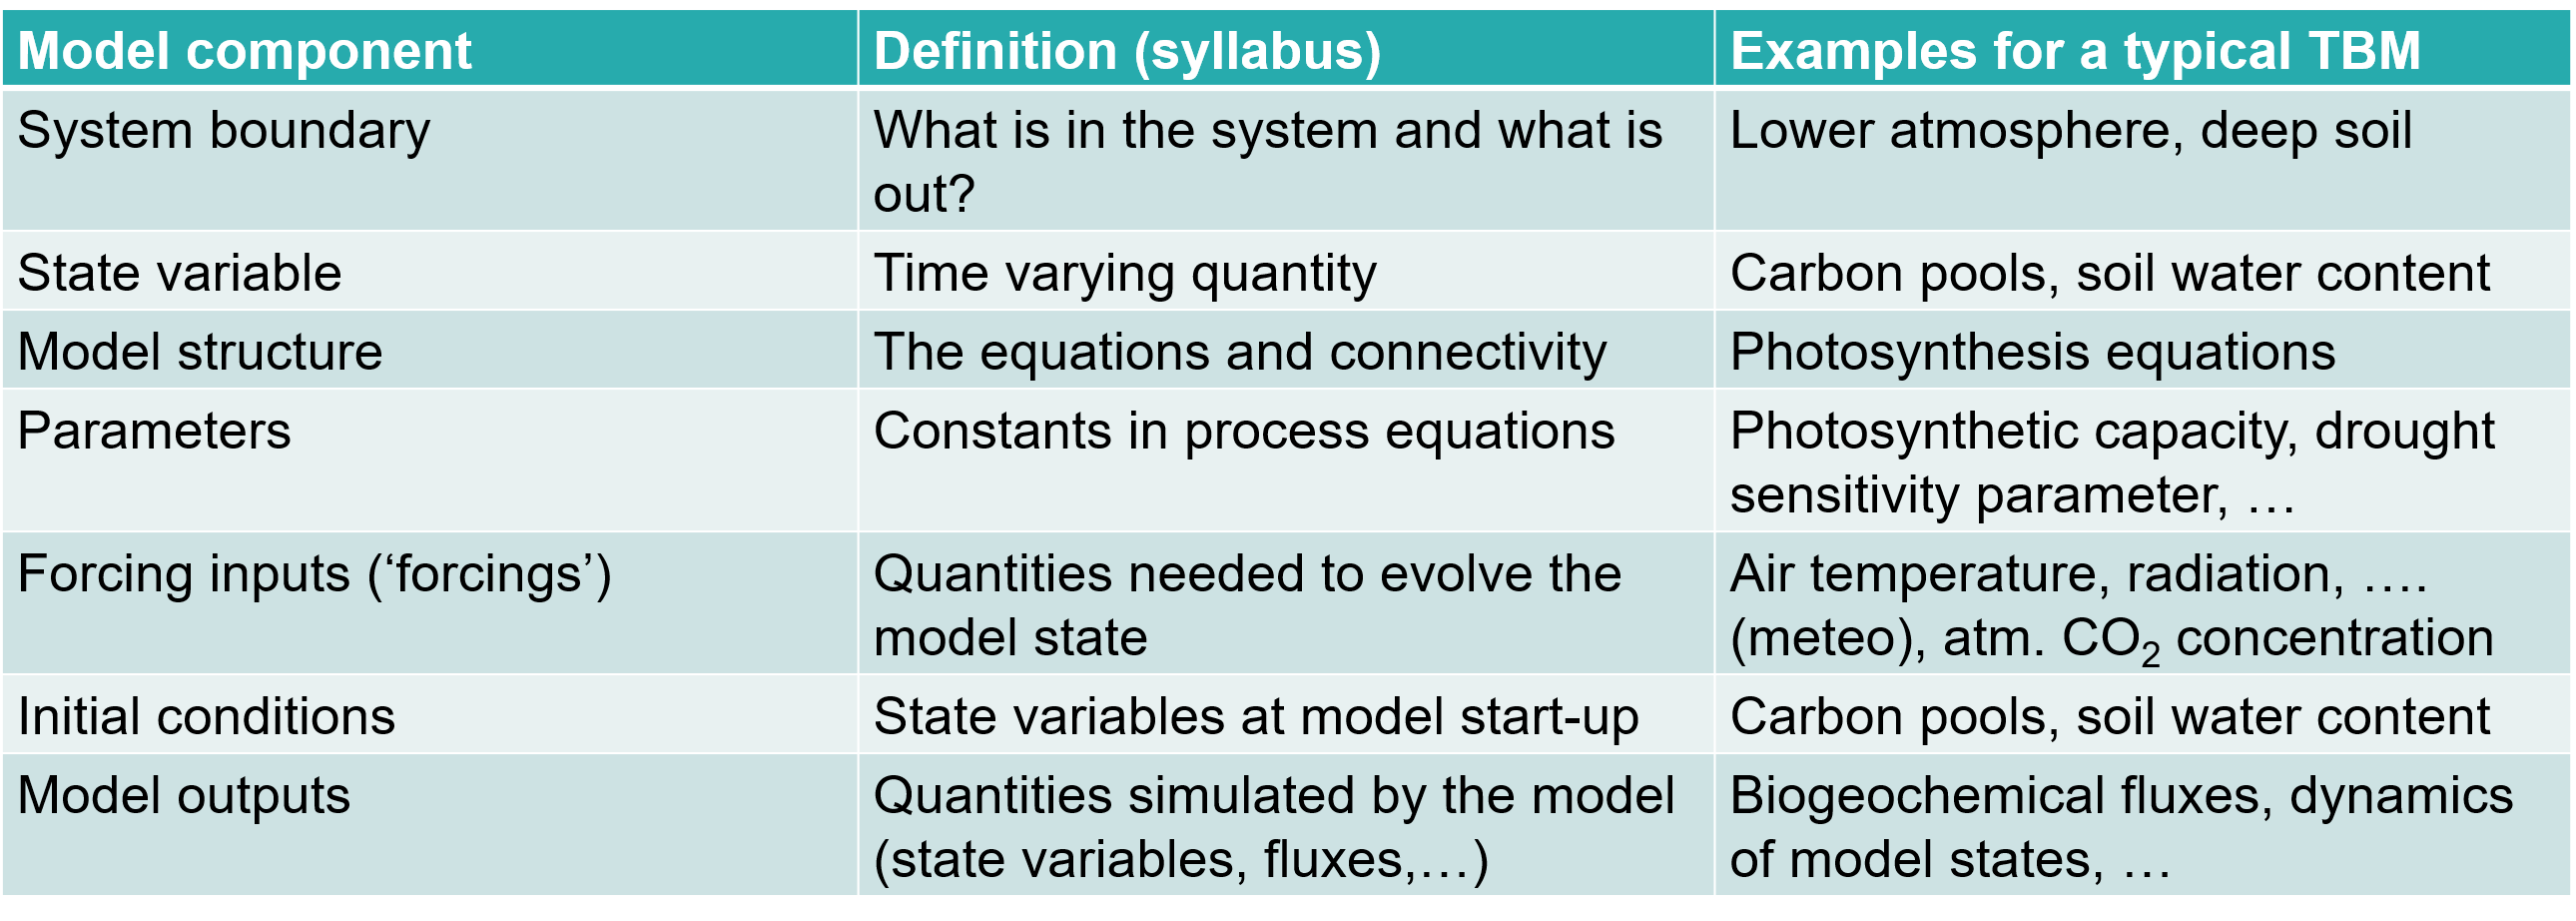 Model component
Definition (syllabus)
Examples for a typical TBM
System boundary
What is in the system and what is
out?
Lower atmosphere, deep soil
State variable
Time varying quantity
Carbon pools, soil water content
Model structure
The equations and connectivity
Photosynthesis equations
Parameters
Constants in process equations
Photosynthetic capacity, drought
sensitivity parameter, …
Forcing inputs (‘forcings’)
Quantities needed to evolve the
model state
Air temperature, radiation, ….
(meteo), atm. CO₂ concentration
Initial conditions
State variables at model start-up
Carbon pools, soil water content
Model outputs
Quantities simulated by the model
(state variables, fluxes,…)
Biogeochemical fluxes, dynamics
of model states, …